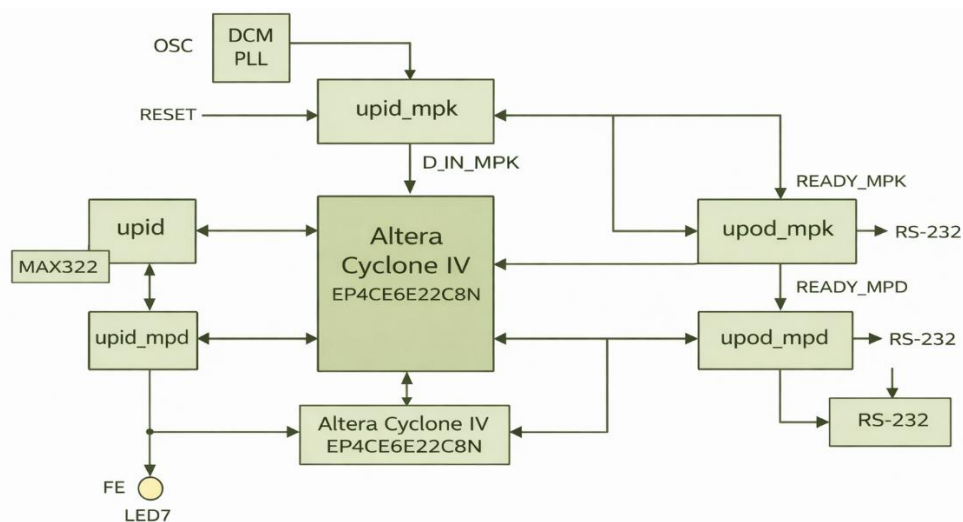 OSC
DCM
PLL
upid_mpk
RESET
D_IN_MPK
READY_MPK
upid
MAX322
Altera
Cyclone IV
EP4CE6E22C8N
upod_mpk
RS-232
READY_MPD
upid_mpd
upod_mpd
RS-232
Altera Cyclone IV
EP4CE6E22C8N
RS-232
FE
LED7